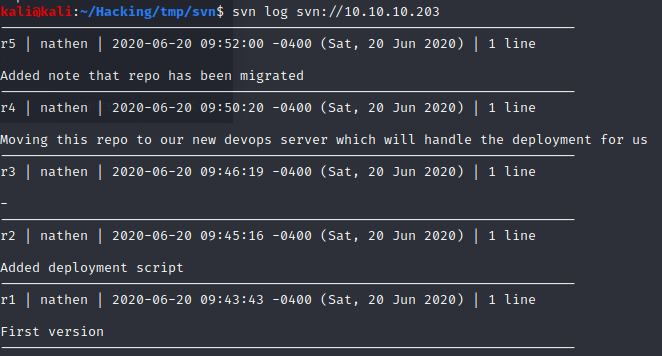 kali@kali:~/Hacking/tmp/svn$ svn log svn://10.10.10.203
------------------------------------------------------------------------
r5 | nathen | 2020-06-20 09:52:00 -0400 (Sat, 20 Jun 2020) | 1 line
Added note that repo has been migrated
------------------------------------------------------------------------
r4 | nathen | 2020-06-20 09:50:20 -0400 (Sat, 20 Jun 2020) | 1 line
Moving this repo to our new devops server which will handle the deployment for us
------------------------------------------------------------------------
r3 | nathen | 2020-06-20 09:46:19 -0400 (Sat, 20 Jun 2020) | 1 line
-
------------------------------------------------------------------------
r2 | nathen | 2020-06-20 09:45:16 -0400 (Sat, 20 Jun 2020) | 1 line
Added deployment script
------------------------------------------------------------------------
r1 | nathen | 2020-06-20 09:43:43 -0400 (Sat, 20 Jun 2020) | 1 line
First version
------------------------------------------------------------------------